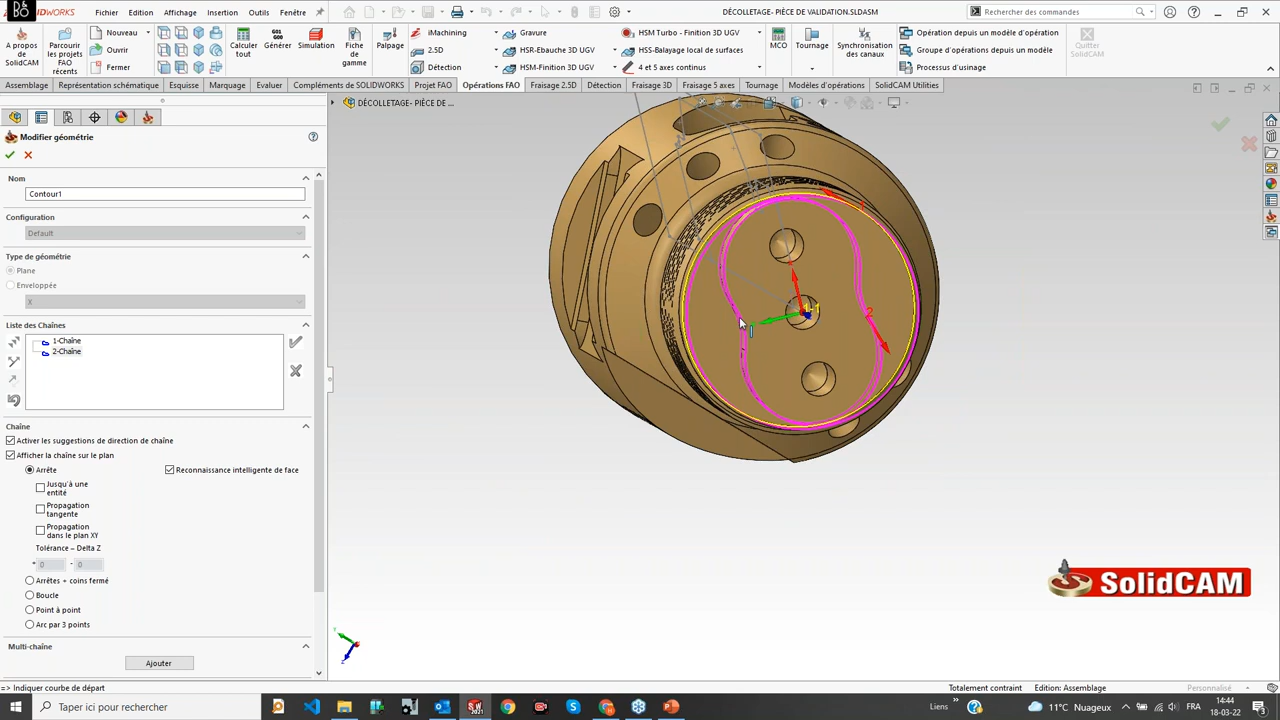 SOLIDWORKS
Fichier
Edition
Affichage
Insertion
Outils
Fenêtre
DÉCOLLETAGE- PIÈCE DE VALIDATION.SLDASM
Rechercher des commandes
A propos de SolidCAM
Parcourir les projets FAO récents
Nouveau
Ouvrir
Fermer
Calculer tout
Générer
Simulation
Fiche de gamme
Palpage
iMachining
2.5D
Détection
Gravure
HSR-Ebauche 3D UGV
HSM-Finition 3D UGV
HSM Turbo - Finition 3D UGV
HSS-Balayage local de surfaces
4 et 5 axes continus
MCO
Tournage
Synchronisation des canaux
Opération depuis un modèle d'opération
Groupe d'opérations depuis un modèle
Processus d'usinage
Quitter SolidCAM
Assemblage
Représentation schématique
Esquisse
Marquage
Evaluer
Compléments de SOLIDWORKS
Projet FAO
Opérations FAO
Fraisage 2.5D
Détection
Fraisage 3D
Fraisage 5 axes
Tournage
Modèles d'opérations
SolidCAM Utilities
DÉCOLLETAGE- PIÈCE DE ...
Modifier géométrie
Nom
Contour1
Configuration
Default
Type de géométrie
Plane
Enveloppée
X
Liste des Chaînes
1-Chaîne
2-Chaîne
Chaîne
Activer les suggestions de direction de chaîne
Afficher la chaîne sur le plan
Arrête
Reconnaissance intelligente de face
Jusqu'à une entité
Propagation tangente
Propagation dans le plan XY
Tolérance – Delta Z
+ 0 - 0
Arrêtes + coins fermé
Boucle
Point à point
Arc par 3 points
Multi-chaîne
Ajouter
1
2
SolidCAM
=> Indiquer courbe de départ
Totalement contraint
Edition: Assemblage
Personnalisé
Taper ici pour rechercher
Liens
11°C Nuageux
FRA
14:44
18-03-22